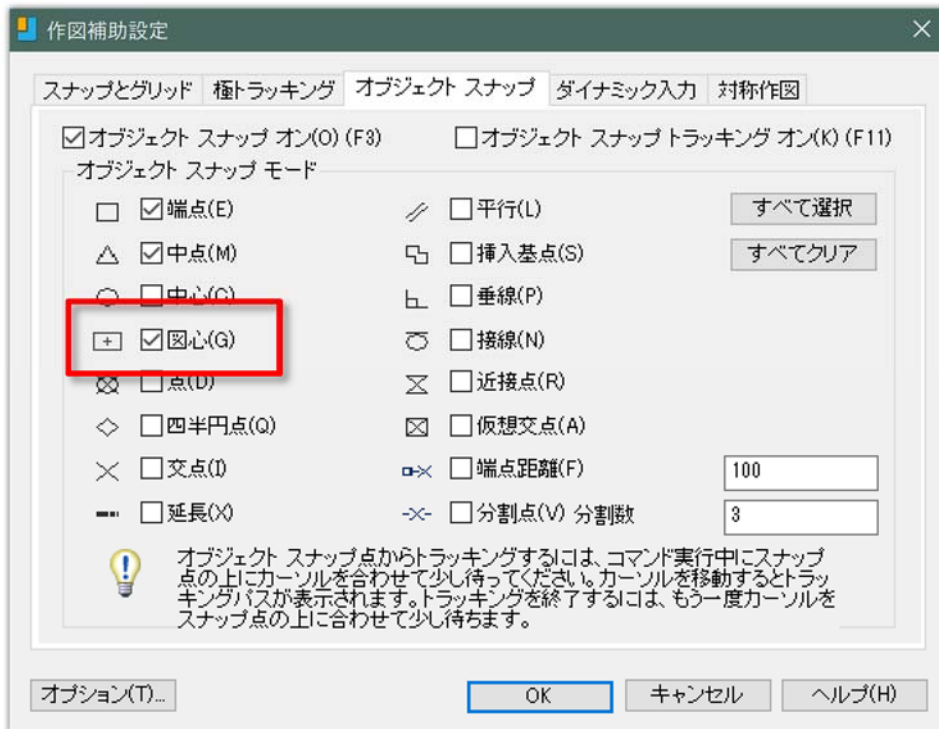 作図補助設定
スナップとグリッド 極トラッキング オブジェクト スナップ ダイナミック入力 対称作図
オブジェクト スナップ オン(O) (F3) オブジェクト スナップ トラッキング オン(K) (F11)
オブジェクト スナップ モード
端点(E) 平行(L) すべて選択
中点(M) 挿入基点(S) すべてクリア
中心(C) 垂線(P)
図心(G) 接線(N)
点(D) 近接点(R)
四半円点(Q) 仮想交点(A)
交点(I) 端点距離(F) 100
延長(X) 分割点(V) 分割数 3
オブジェクト スナップ点からトラッキングするには、コマンド実行中にスナップ
点の上にカーソルを合わせて少し待ってください。カーソルを移動するとトラッ
キングパスが表示されます。トラッキングを終了するには、もう一度カーソルを
スナップ点の上に合わせて少し待ちます。
オプション(T)... OK キャンセル ヘルプ(H)